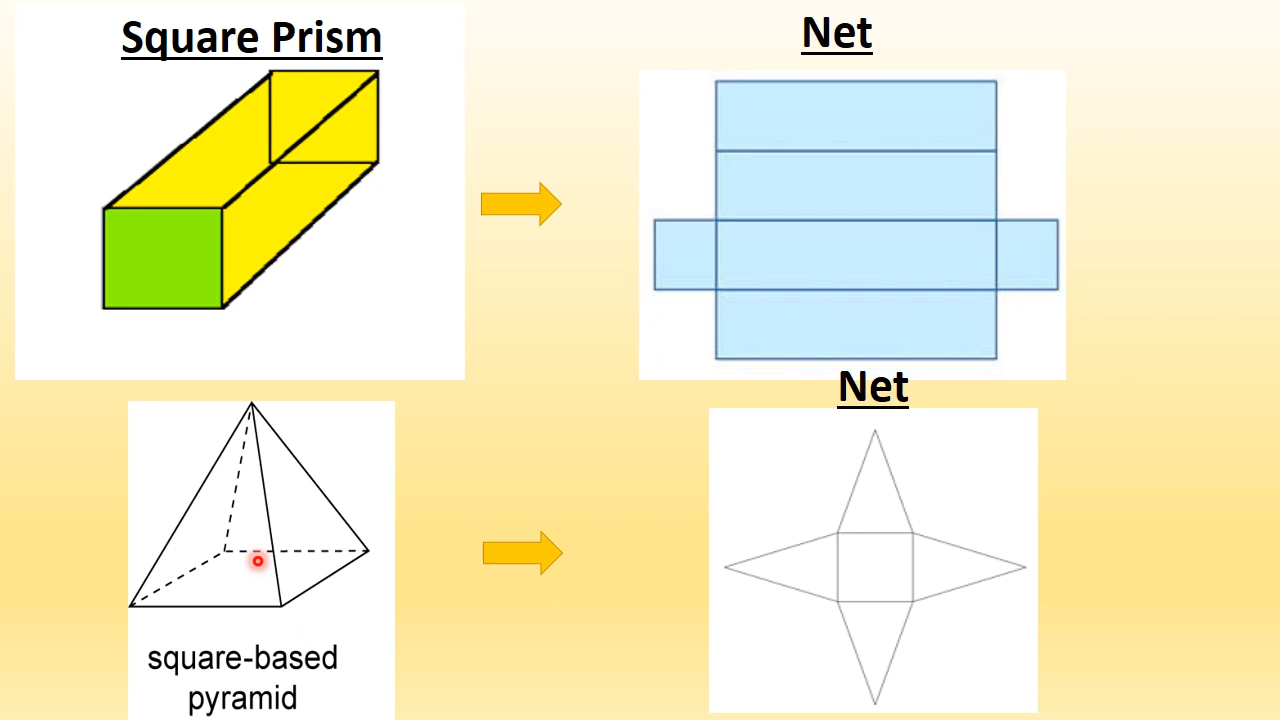 Square Prism
Net
Net
square-based
pyramid